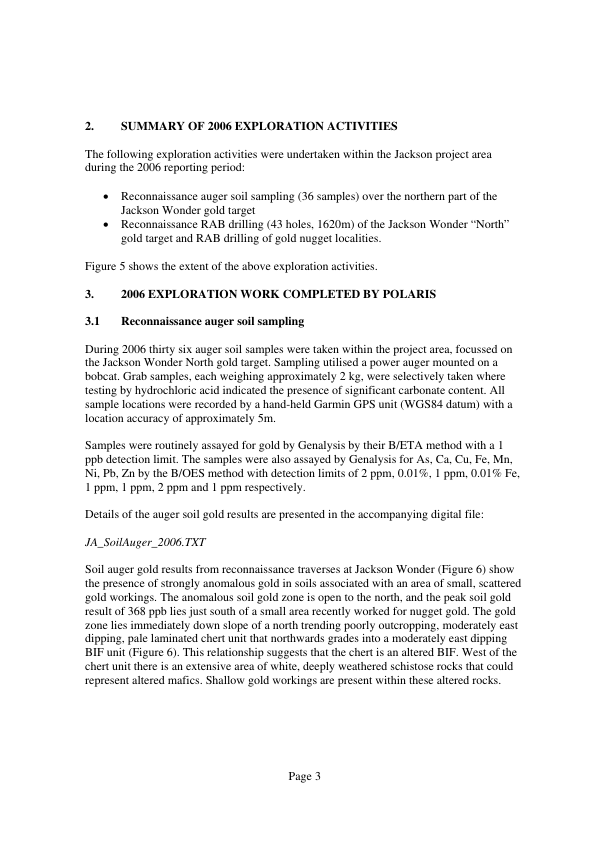 2. SUMMARY OF 2006 EXPLORATION ACTIVITIES
The following exploration activities were undertaken within the Jackson project area
during the 2006 reporting period:
• Reconnaissance auger soil sampling (36 samples) over the northern part of the
Jackson Wonder gold target
• Reconnaissance RAB drilling (43 holes, 1620m) of the Jackson Wonder “North”
gold target and RAB drilling of gold nugget localities.
Figure 5 shows the extent of the above exploration activities.
3. 2006 EXPLORATION WORK COMPLETED BY POLARIS
3.1 Reconnaissance auger soil sampling
During 2006 thirty six auger soil samples were taken within the project area, focussed on
the Jackson Wonder North gold target. Sampling utilised a power auger mounted on a
bobcat. Grab samples, each weighing approximately 2 kg, were selectively taken where
testing by hydrochloric acid indicated the presence of significant carbonate content. All
sample locations were recorded by a hand-held Garmin GPS unit (WGS84 datum) with a
location accuracy of approximately 5m.
Samples were routinely assayed for gold by Genalysis by their B/ETA method with a 1
ppb detection limit. The samples were also assayed by Genalysis for As, Ca, Cu, Fe, Mn,
Ni, Pb, Zn by the B/OES method with detection limits of 2 ppm, 0.01%, 1 ppm, 0.01% Fe,
1 ppm, 1 ppm, 2 ppm and 1 ppm respectively.
Details of the auger soil gold results are presented in the accompanying digital file:
JA_SoilAuger_2006.TXT
Soil auger gold results from reconnaissance traverses at Jackson Wonder (Figure 6) show
the presence of strongly anomalous gold in soils associated with an area of small, scattered
gold workings. The anomalous soil gold zone is open to the north, and the peak soil gold
result of 368 ppb lies just south of a small area recently worked for nugget gold. The gold
zone lies immediately down slope of a north trending poorly outcropping, moderately east
dipping, pale laminated chert unit that northwards grades into a moderately east dipping
BIF unit (Figure 6). This relationship suggests that the chert is an altered BIF. West of the
chert unit there is an extensive area of white, deeply weathered schistose rocks that could
represent altered mafics. Shallow gold workings are present within these altered rocks.
Page 3